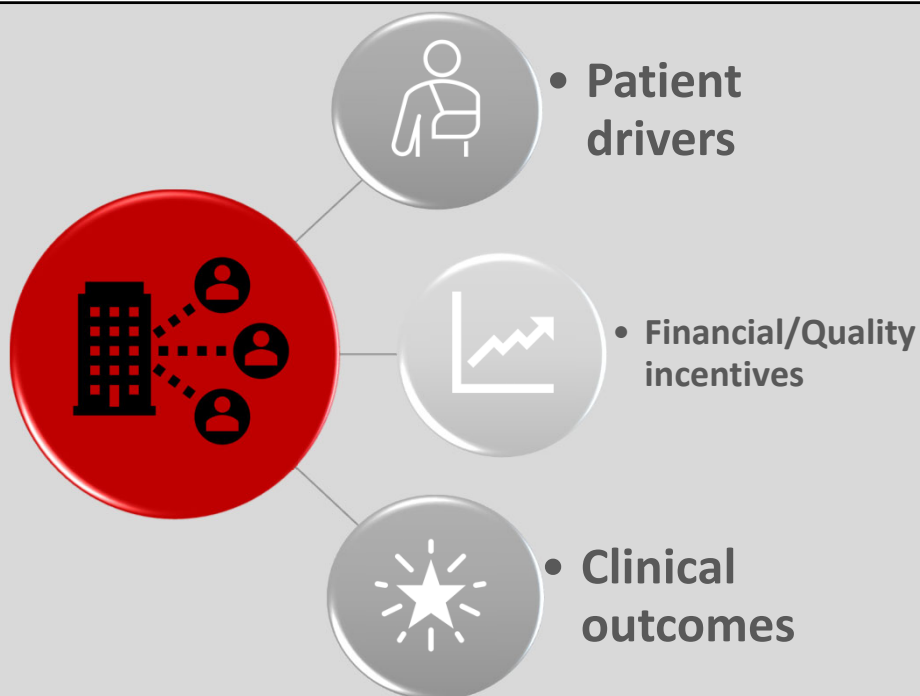 • Patient
drivers
• Financial/Quality
incentives
• Clinical
outcomes